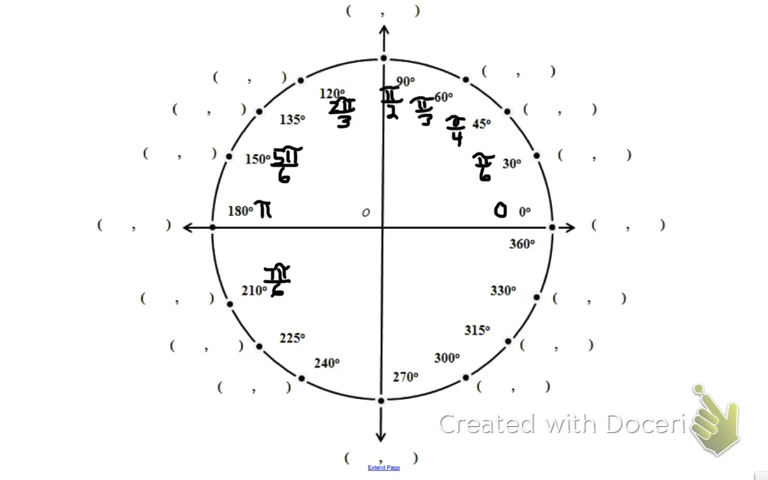 ( , )
( , ) ( , )
90°
120° π/2 60°
2π/3 π/3
( , ) ( , )
135° π/4 45°
( , ) 150° 5π/6 π/6 30° ( , )
( , ) 180° π 0 0 0° ( , )
360°
7π/6
( , ) 210° 330° ( , )
225° 315°
( , ) ( , )
240° 300°
270°
( , ) ( , )
Created with Doceri
( , )
Extend Page